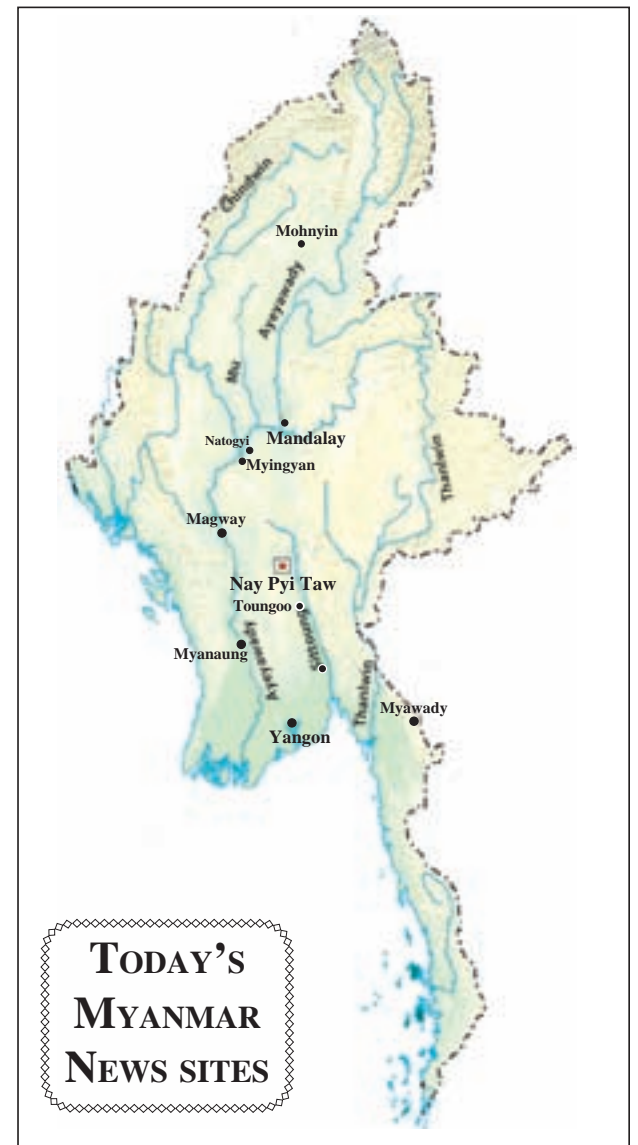 Chindwin
Mohnyin
Ayeyawady
Mu
Mandalay
Natogyi
Myingyan
Thanlwin
Magway
Nay Pyi Taw
Toungoo
Sittoung
Myanaung
Ayeyawady
Thanlwin
Myawady
Yangon
TODAY'S
MYANMAR
NEWS SITES